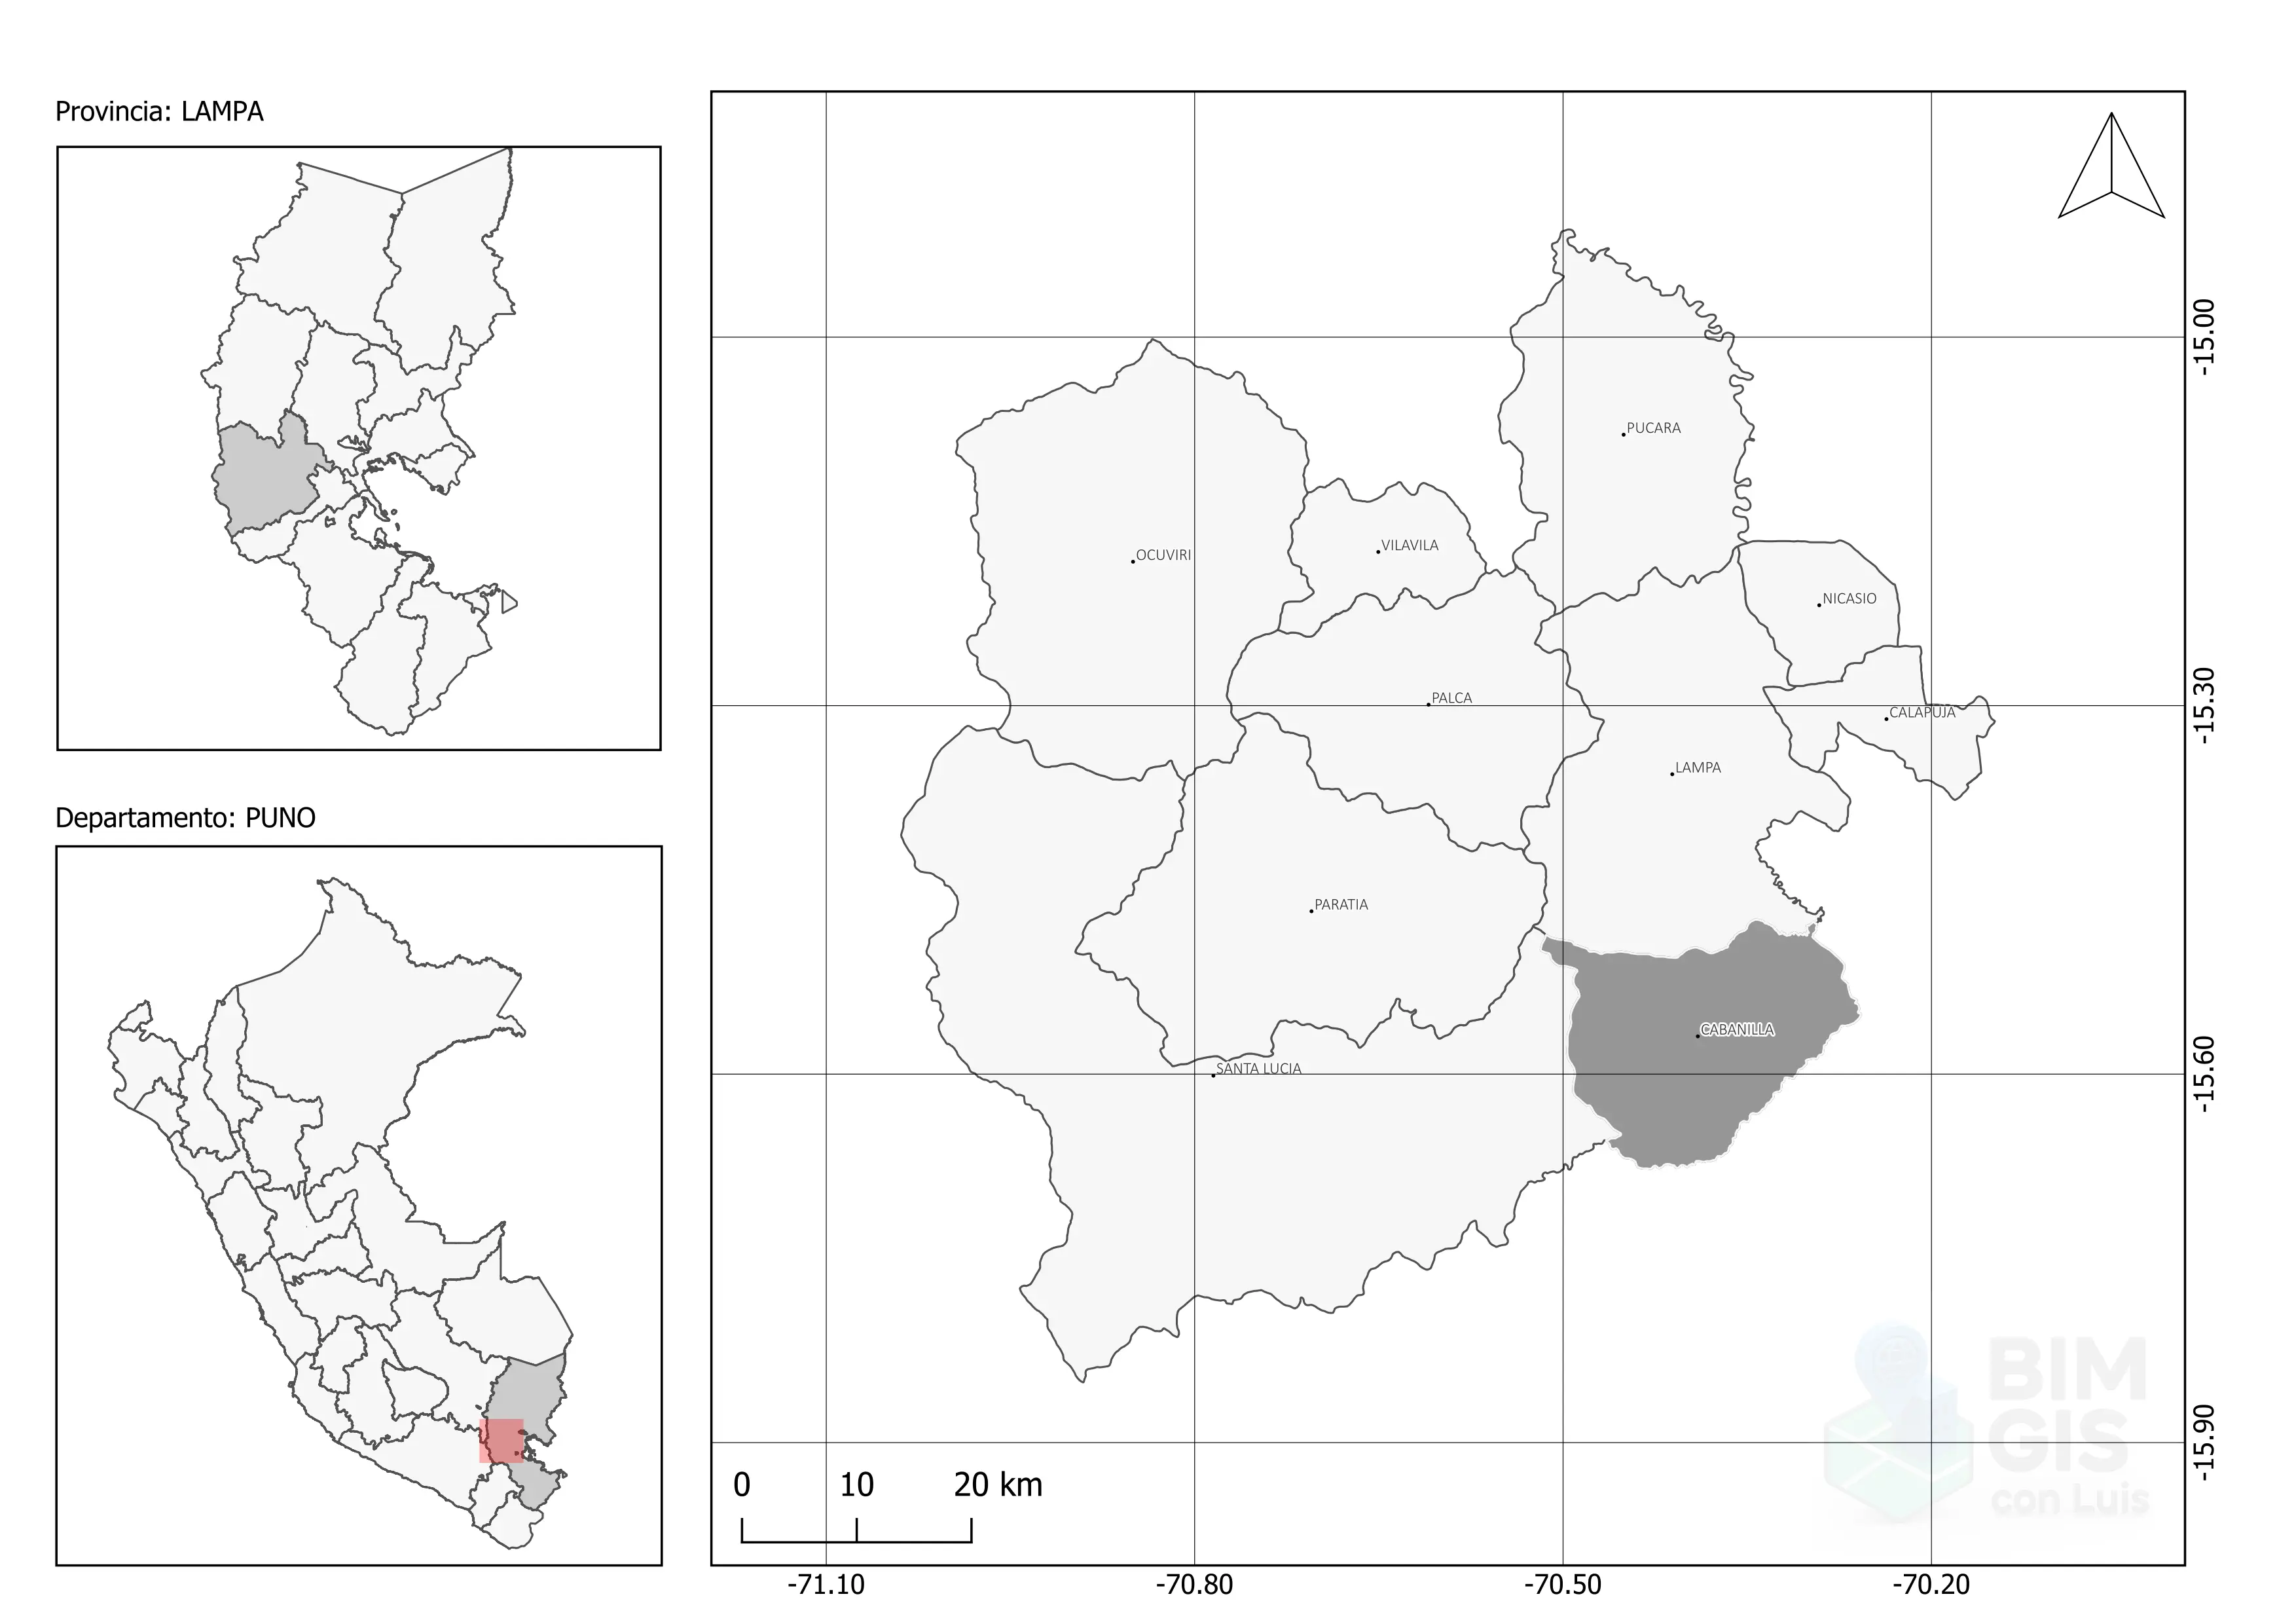 Provincia: LAMPA
Departamento: PUNO
PUCARA
VILAVILA
OCUVIRI
NICASIO
PALCA
CALAPUJA
LAMPA
PARATIA
CABANILLA
SANTA LUCIA
-15.00
-15.30
-15.60
-15.90
0 10 20 km
-71.10 -70.80 -70.50 -70.20
BIM
GIS
con Luis